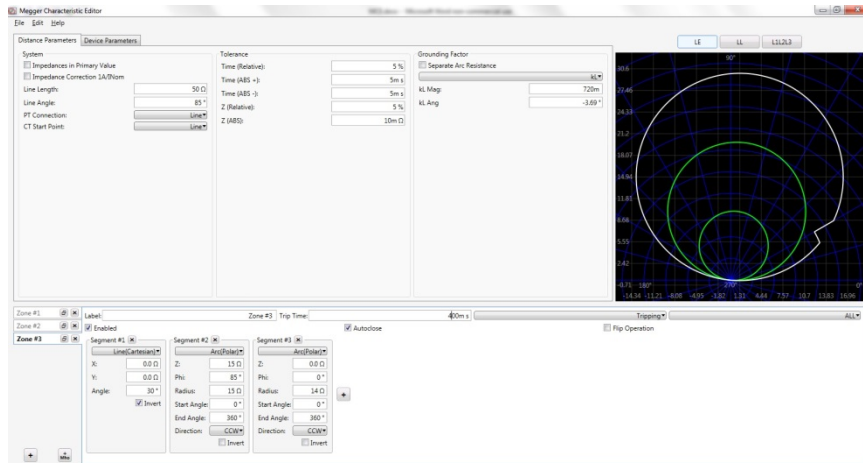 Megger Characteristic Editor
File Edit Help
Distance Parameters Device Parameters
System
Impedances in Primary Value
Impedance Correction 1A/INom
Line Length: 50 Ω
Line Angle: 85 °
PT Connection: Line
CT Start Point: Line
Tolerance
Time (Relative): 5 %
Time (ABS +): 5m s
Time (ABS -): 5m s
Z (Relative): 5 %
Z (ABS): 10m Ω
Grounding Factor
Separate Arc Resistance
kL
kL Mag: 720m
kL Ang -3.69 °
LE LL L1L2L3
90°
30.6
27.46
24.33
21.2
18.07
14.94
11.81
8.68
5.55
2.42
-0.71 180° 270° 0°
-14.34 -11.21 -8.08 -4.95 -1.82 1.31 4.44 7.57 10.7 13.83 16.96
Zone #1
Zone #2
Zone #3
Label: Zone #3 Trip Time: 400m s Tripping ALL
Enabled Autoclose Flip Operation
Segment #1
Line(Cartesian)
X: 0.0 Ω
Y: 0.0 Ω
Angle: 30 °
Invert
Segment #2
Arc(Polar)
Z: 15 Ω
Phi: 85 °
Radius: 15 Ω
Start Angle: 0 °
End Angle: 360 °
Direction: CCW
Invert
Segment #3
Arc(Polar)
Z: 0.0 Ω
Phi: 0 °
Radius: 14 Ω
Start Angle: 0 °
End Angle: 360 °
Direction: CCW
Invert
+
+ Mho